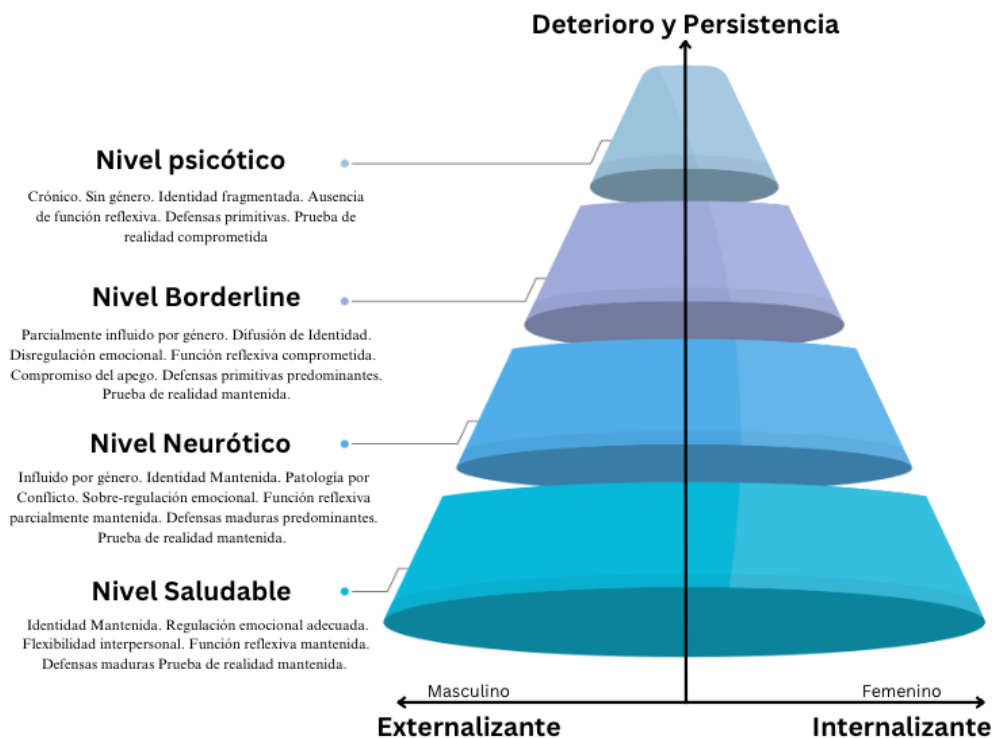 Deterioro y Persistencia
Nivel psicótico
Crónico. Sin género. Identidad fragmentada. Ausencia
de función reflexiva. Defensas primitivas. Prueba de
realidad comprometida
Nivel Borderline
Parcialmente influido por género. Difusión de Identidad.
Disregulación emocional. Función reflexiva comprometida.
Compromiso del apego. Defensas primitivas predominantes.
Prueba de realidad mantenida.
Nivel Neurótico
Influido por género. Identidad Mantenida. Patología por
Conflicto. Sobre-regulación emocional. Función reflexiva
parcialmente mantenida. Defensas maduras predominantes.
Prueba de realidad mantenida.
Nivel Saludable
Identidad Mantenida. Regulación emocional adecuada.
Flexibilidad interpersonal. Función reflexiva mantenida.
Defensas maduras Prueba de realidad mantenida.
Masculino
Femenino
Externalizante
Internalizante